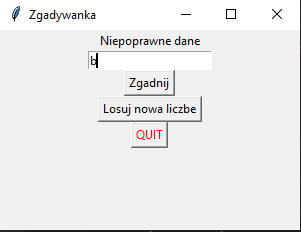 Zgadywanka
Niepoprawne dane
b
Zgadnij
Losuj nowa liczbe
QUIT